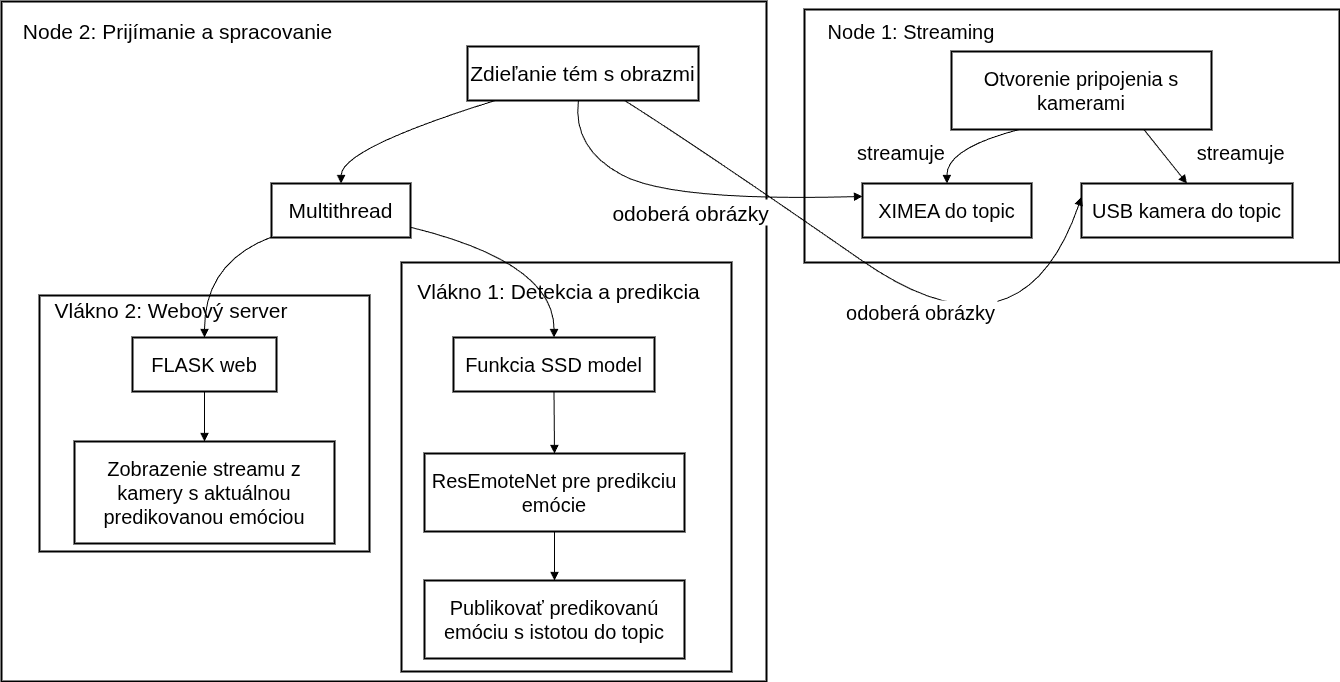 Node 2: Prijímanie a spracovanie
Zdieľanie tém s obrazmi
Multithread
odoberá obrázky
Vlákno 2: Webový server
FLASK web
Zobrazenie streamu z
kamery s aktuálnou
predikovanou emóciou
Vlákno 1: Detekcia a predikcia
Funkcia SSD model
ResEmoteNet pre predikciu
emócie
Publikovať predikovanú
emóciu s istotou do topic
Node 1: Streaming
Otvorenie pripojenia s
kamerami
streamuje
streamuje
XIMEA do topic
USB kamera do topic
odoberá obrázky